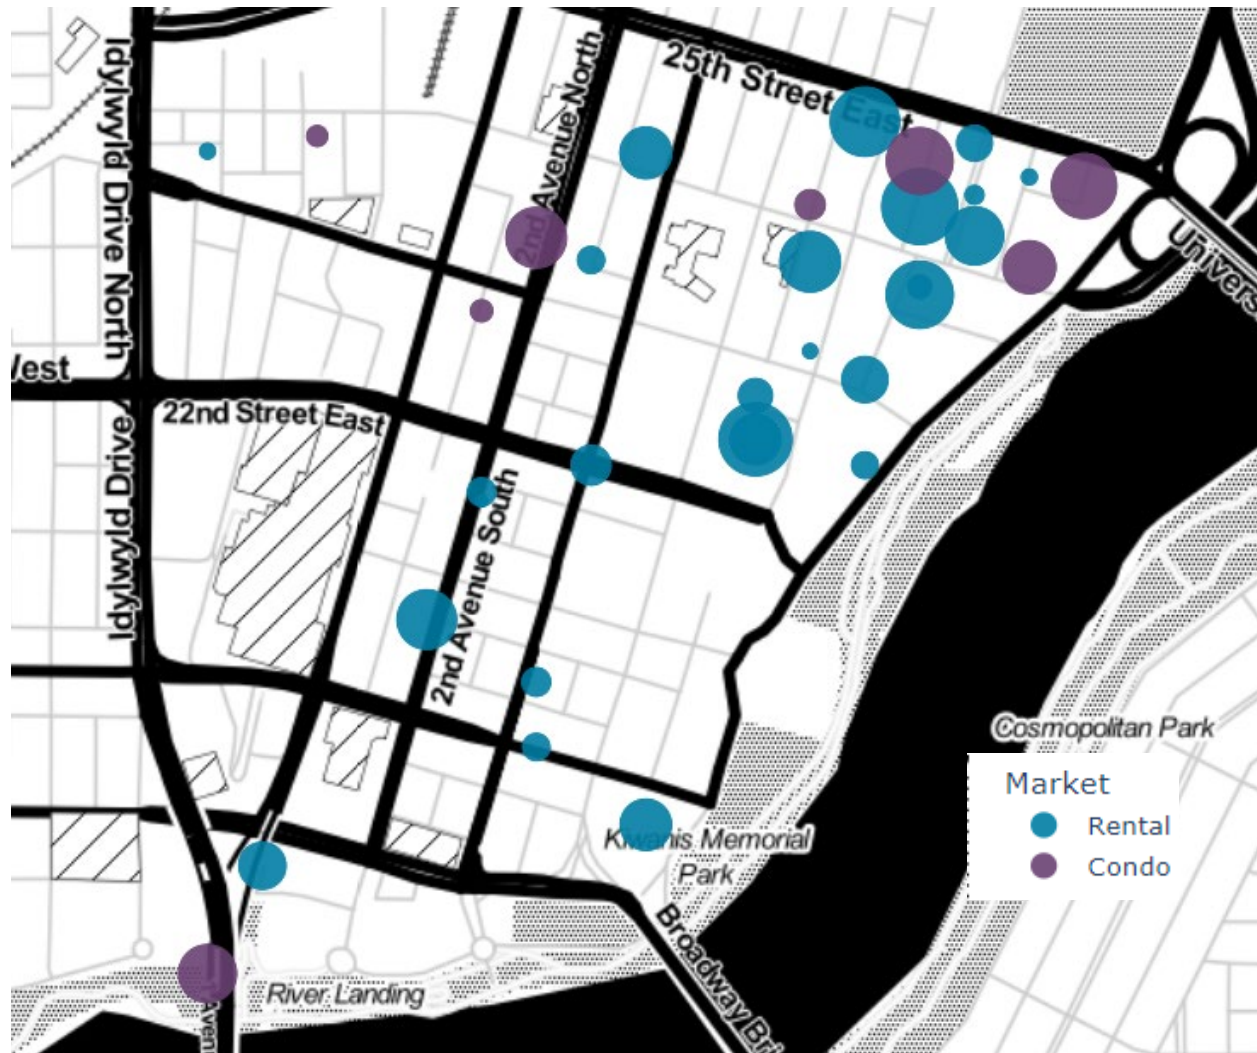 Idylwyld Drive North
2nd Avenue North
25th Street East
Univers
West
22nd Street East
Idylwyld Drive
2nd Avenue South
Cosmopolitan Park
Market
Rental
Condo
Kiwanis Memorial
Park
Broadway Bri
River Landing
Aven